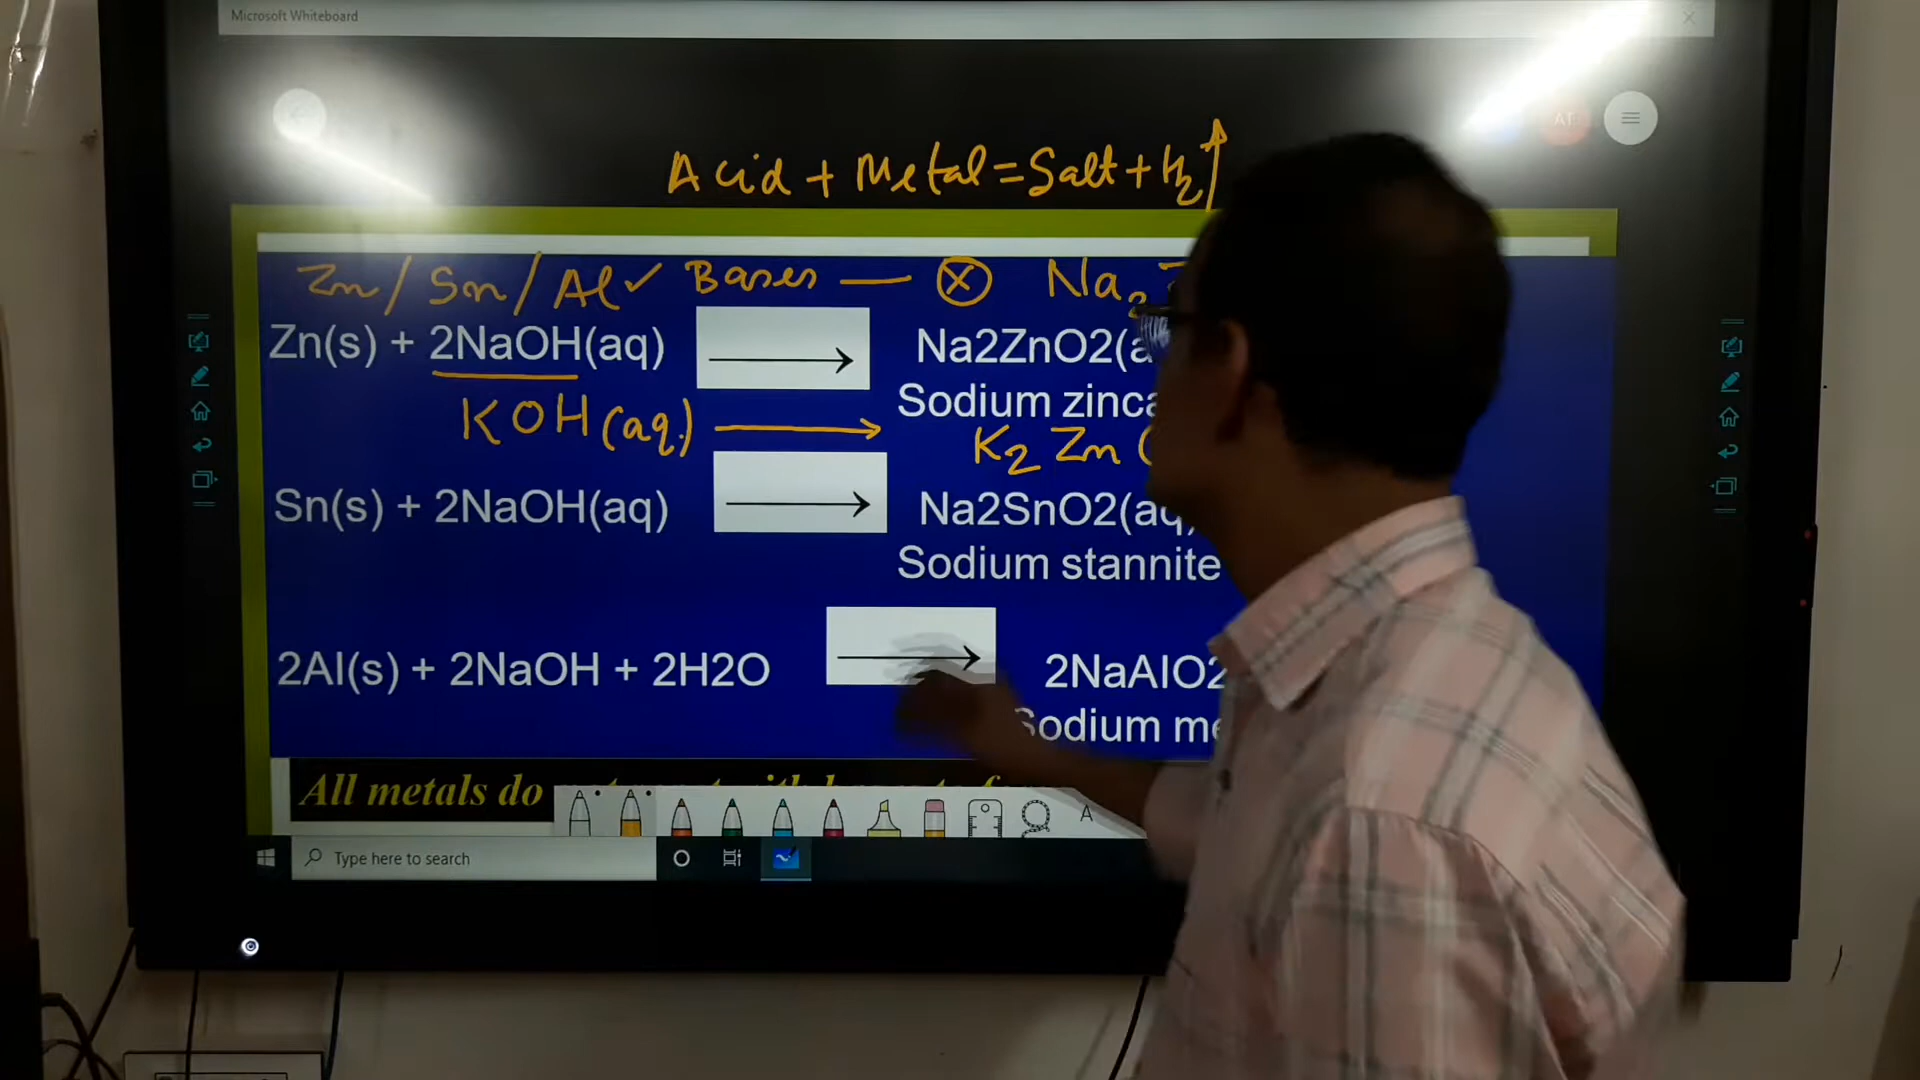 Microsoft Whiteboard
AT
Acid + Metal = Salt + H2↑
Zn / Sn / Al ✓ Bases — ⓧ Na2
Zn(s) + 2NaOH(aq) → Na2ZnO2(a
Sodium zinca
KOH (aq) → K2 Zn
Sn(s) + 2NaOH(aq) → Na2SnO2(aq)
Sodium stannite
2Al(s) + 2NaOH + 2H2O → 2NaAlO2
Sodium me
All metals do
A
Type here to search